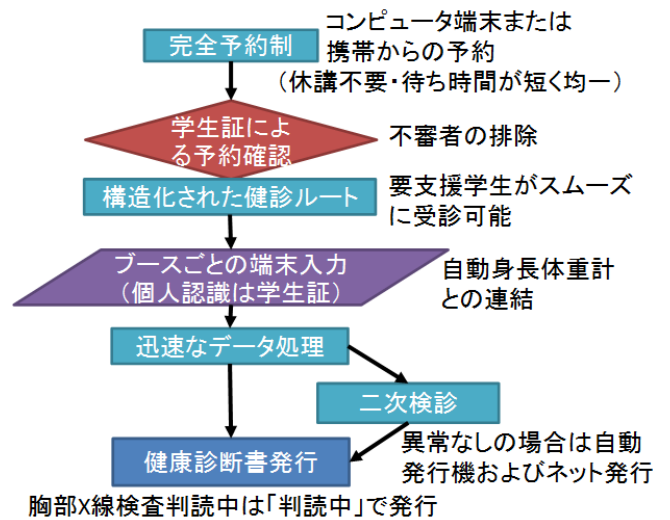 完全予約制
コンピュータ端末または
携帯からの予約
（休講不要・待ち時間が短く均一）
学生証によ
る予約確認
不審者の排除
構造化された健診ルート
要支援学生がスムーズ
に受診可能
ブースごとの端末入力
（個人認識は学生証）
自動身長体重計
との連結
迅速なデータ処理
二次検診
健康診断書発行
異常なしの場合は自動
発行機およびネット発行
胸部X線検査判読中は「判読中」で発行